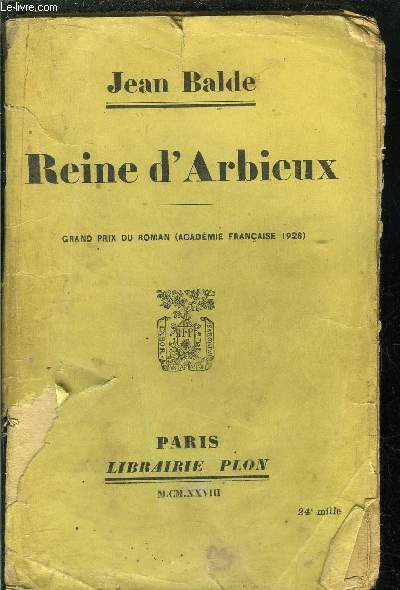 www.Le-Livre.com
Jean Balde
Reine d'Arbieux
GRAND PRIX DU ROMAN (ACADÉMIE FRANÇAISE 1928)
PARIS
LIBRAIRIE PLON
M.CM.XXVIII
24e mille